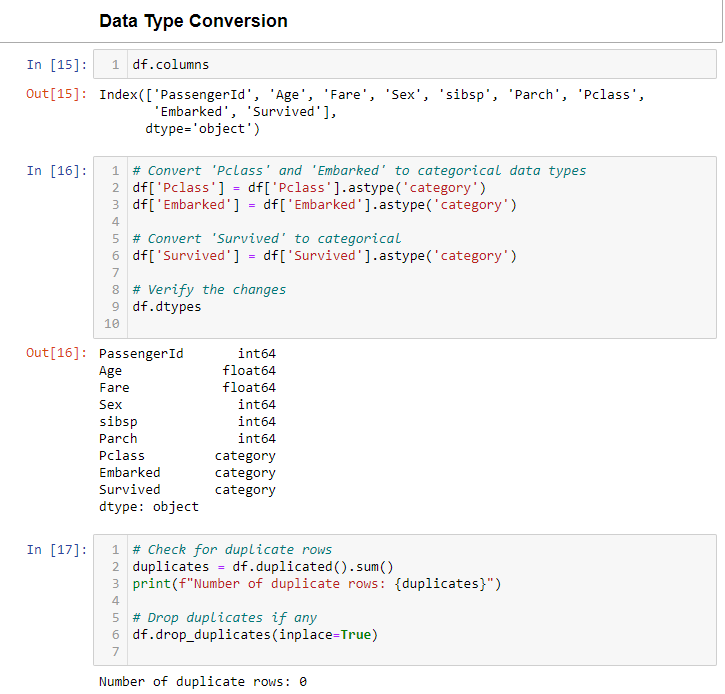 Data Type Conversion
In [15]:
1 df.columns
Out[15]: Index(['PassengerId', 'Age', 'Fare', 'Sex', 'sibsp', 'Parch', 'Pclass',
'Embarked', 'Survived'],
dtype='object')
In [16]:
1 # Convert 'Pclass' and 'Embarked' to categorical data types
2 df['Pclass'] = df['Pclass'].astype('category')
3 df['Embarked'] = df['Embarked'].astype('category')
4
5 # Convert 'Survived' to categorical
6 df['Survived'] = df['Survived'].astype('category')
7
8 # Verify the changes
9 df.dtypes
10
Out[16]: PassengerId int64
Age float64
Fare float64
Sex int64
sibsp int64
Parch int64
Pclass category
Embarked category
Survived category
dtype: object
In [17]:
1 # Check for duplicate rows
2 duplicates = df.duplicated().sum()
3 print(f"Number of duplicate rows: {duplicates}")
4
5 # Drop duplicates if any
6 df.drop_duplicates(inplace=True)
7
Number of duplicate rows: 0